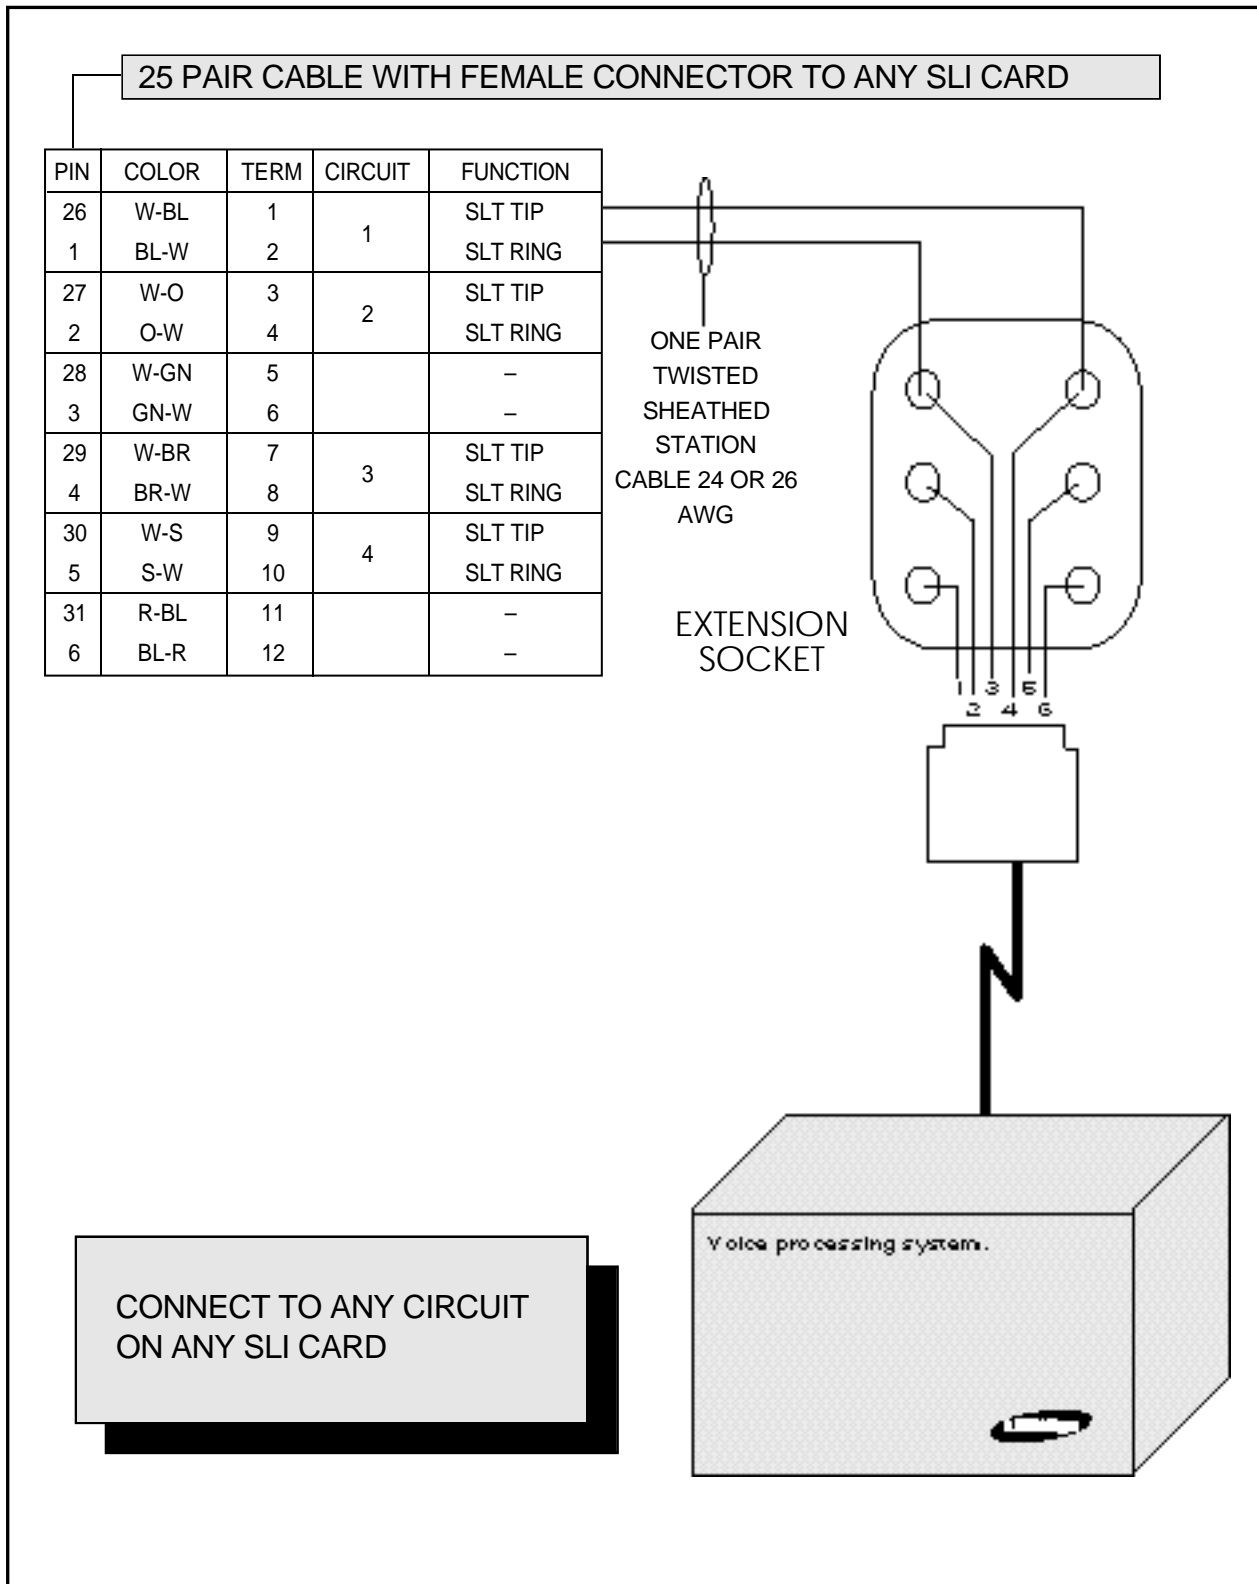 25 PAIR CABLE WITH FEMALE CONNECTOR TO ANY SLI CARD
PIN COLOR TERM CIRCUIT FUNCTION
26 W-BL 1 1 SLT TIP
1 BL-W 2 SLT RING
27 W-O 3 2 SLT TIP
2 O-W 4 SLT RING
28 W-GN 5 –
3 GN-W 6 –
29 W-BR 7 3 SLT TIP
4 BR-W 8 SLT RING
30 W-S 9 4 SLT TIP
5 S-W 10 SLT RING
31 R-BL 11 –
6 BL-R 12 –
ONE PAIR
TWISTED
SHEATHED
STATION
CABLE 24 OR 26
AWG
EXTENSION
SOCKET
1 3 5
2 4 6
Voice processing system.
CONNECT TO ANY CIRCUIT
ON ANY SLI CARD